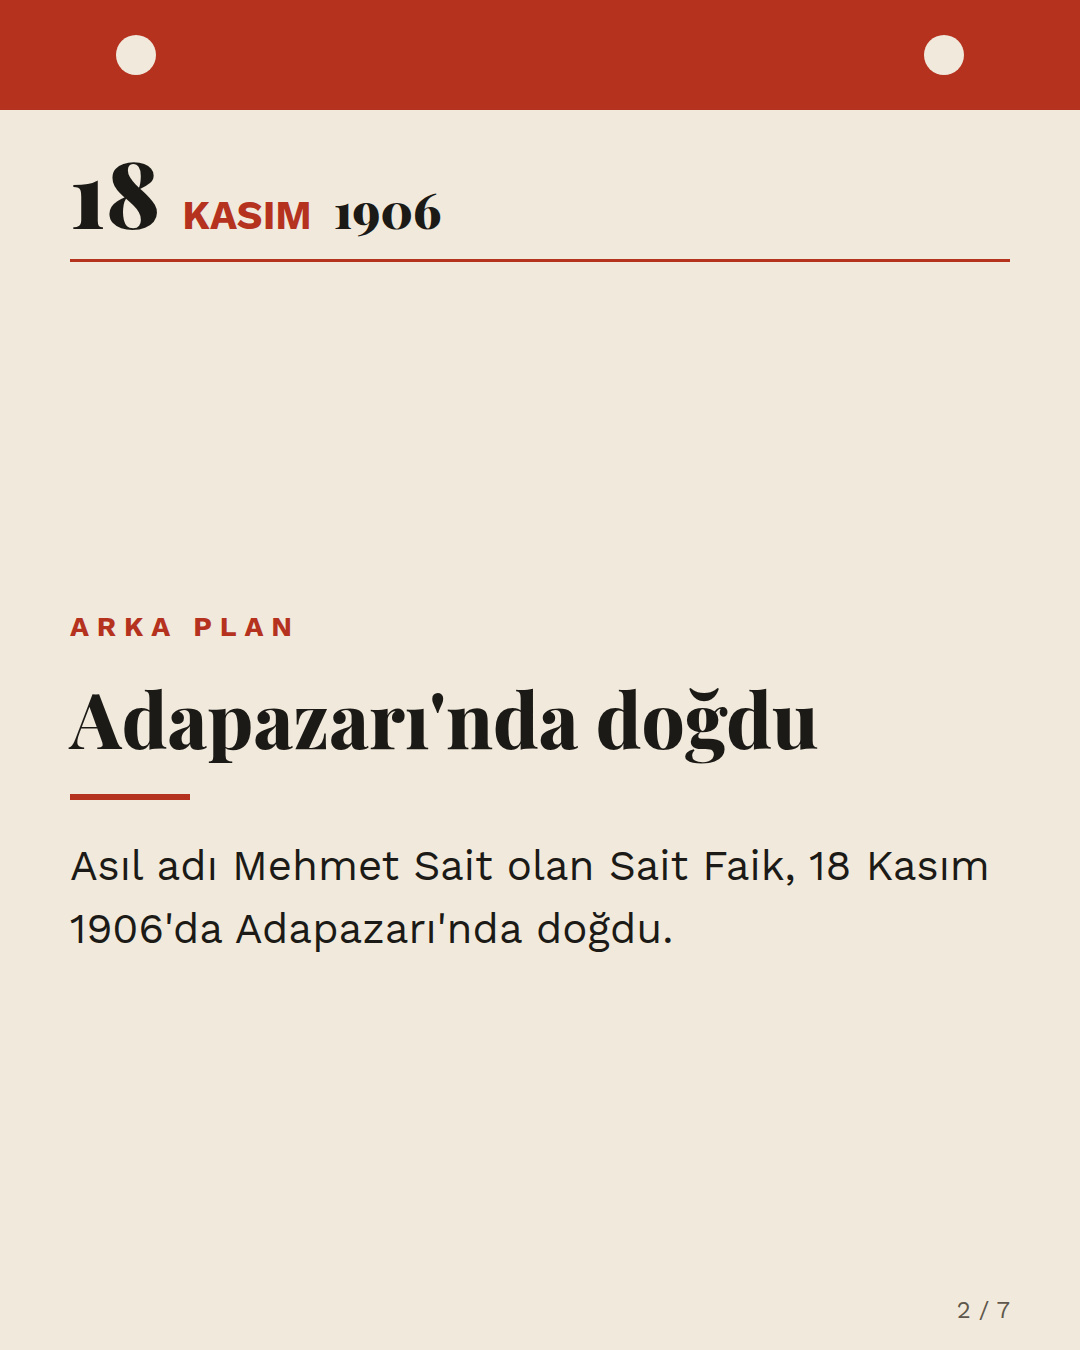 18 KASIM 1906
ARKA PLAN
Adapazarı'nda doğdu
Asıl adı Mehmet Sait olan Sait Faik, 18 Kasım
1906'da Adapazarı'nda doğdu.
2 / 7